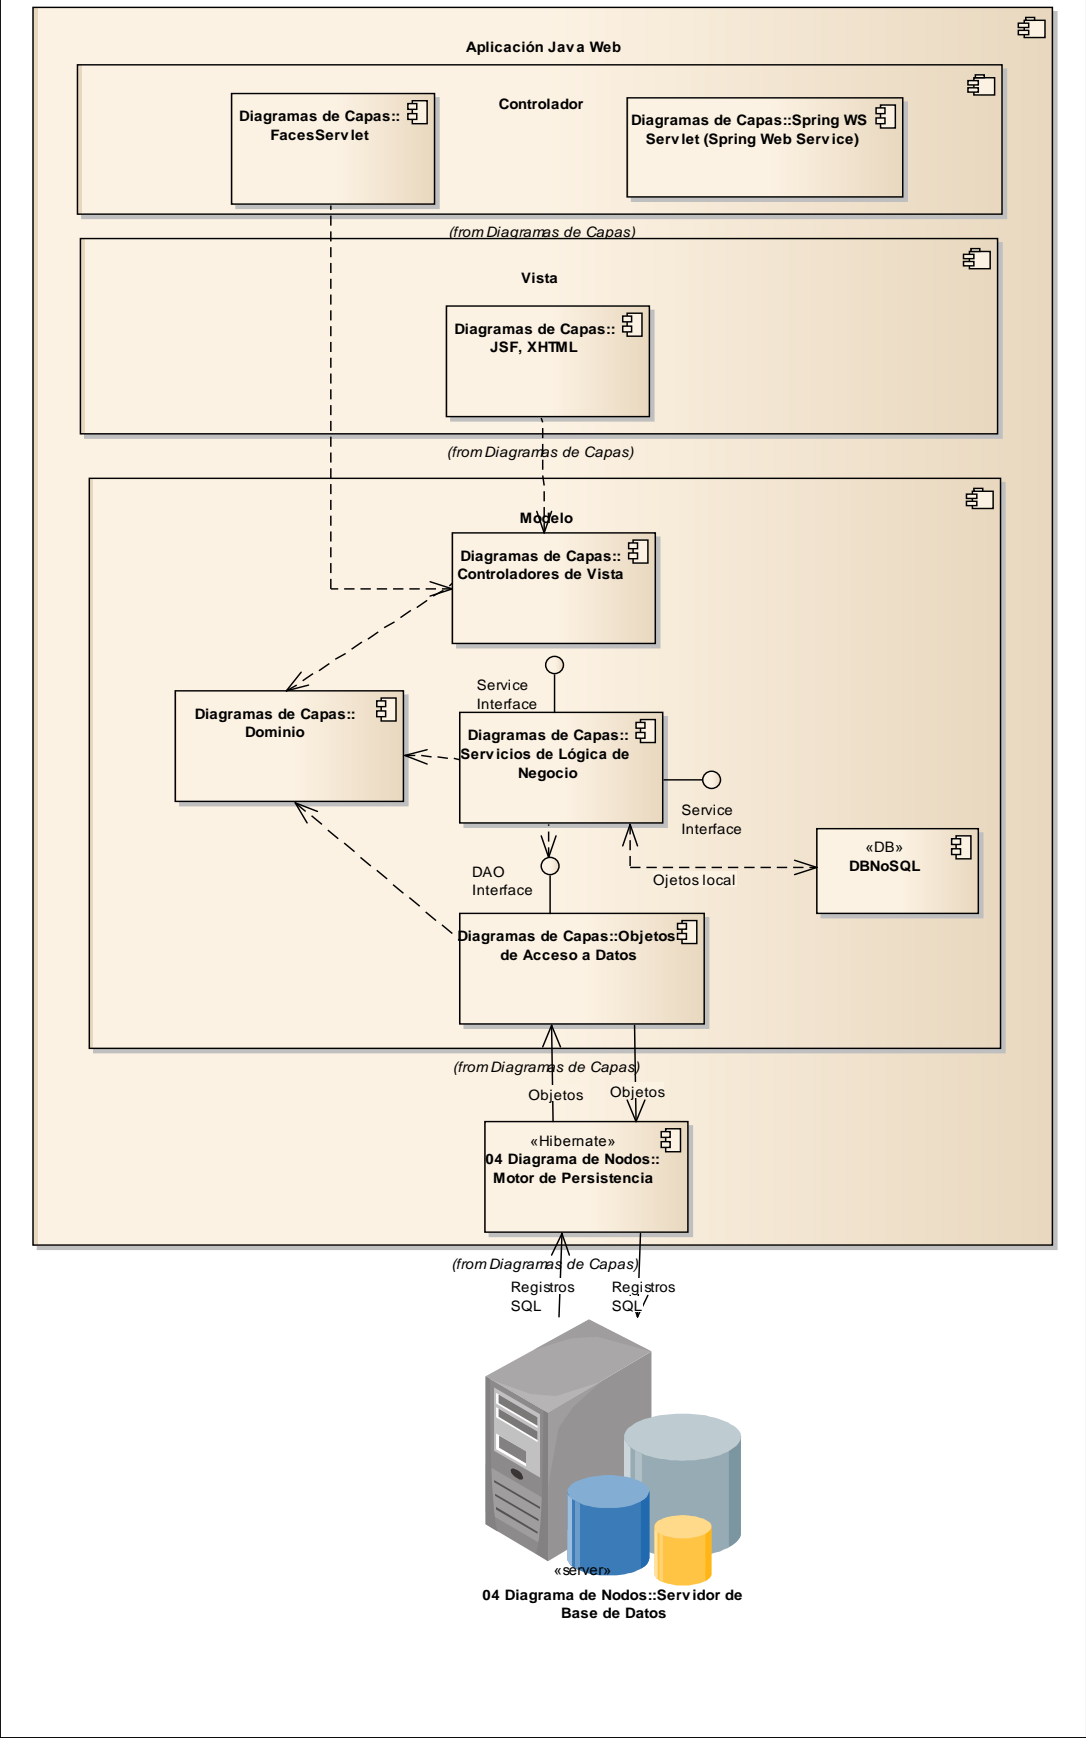 Aplicación Java Web
Controlador
Diagramas de Capas::
FacesServlet
Diagramas de Capas::Spring WS
Servlet (Spring Web Service)
(from Diagramas de Capas)
Vista
Diagramas de Capas::
JSF, XHTML
(from Diagramas de Capas)
Modelo
Diagramas de Capas::
Controladores de Vista
Service
Interface
Diagramas de Capas::
Dominio
Diagramas de Capas::
Servicios de Lógica de
Negocio
Service
Interface
DAO
Interface
Ojetos local
«DB»
DBNoSQL
Diagramas de Capas::Objetos
de Acceso a Datos
(from Diagramas de Capas)
Objetos
Objetos
«Hibernate»
04 Diagrama de Nodos::
Motor de Persistencia
(from Diagramas de Capas)
Registros
SQL
Registros
SQL
«server»
04 Diagrama de Nodos::Servidor de
Base de Datos